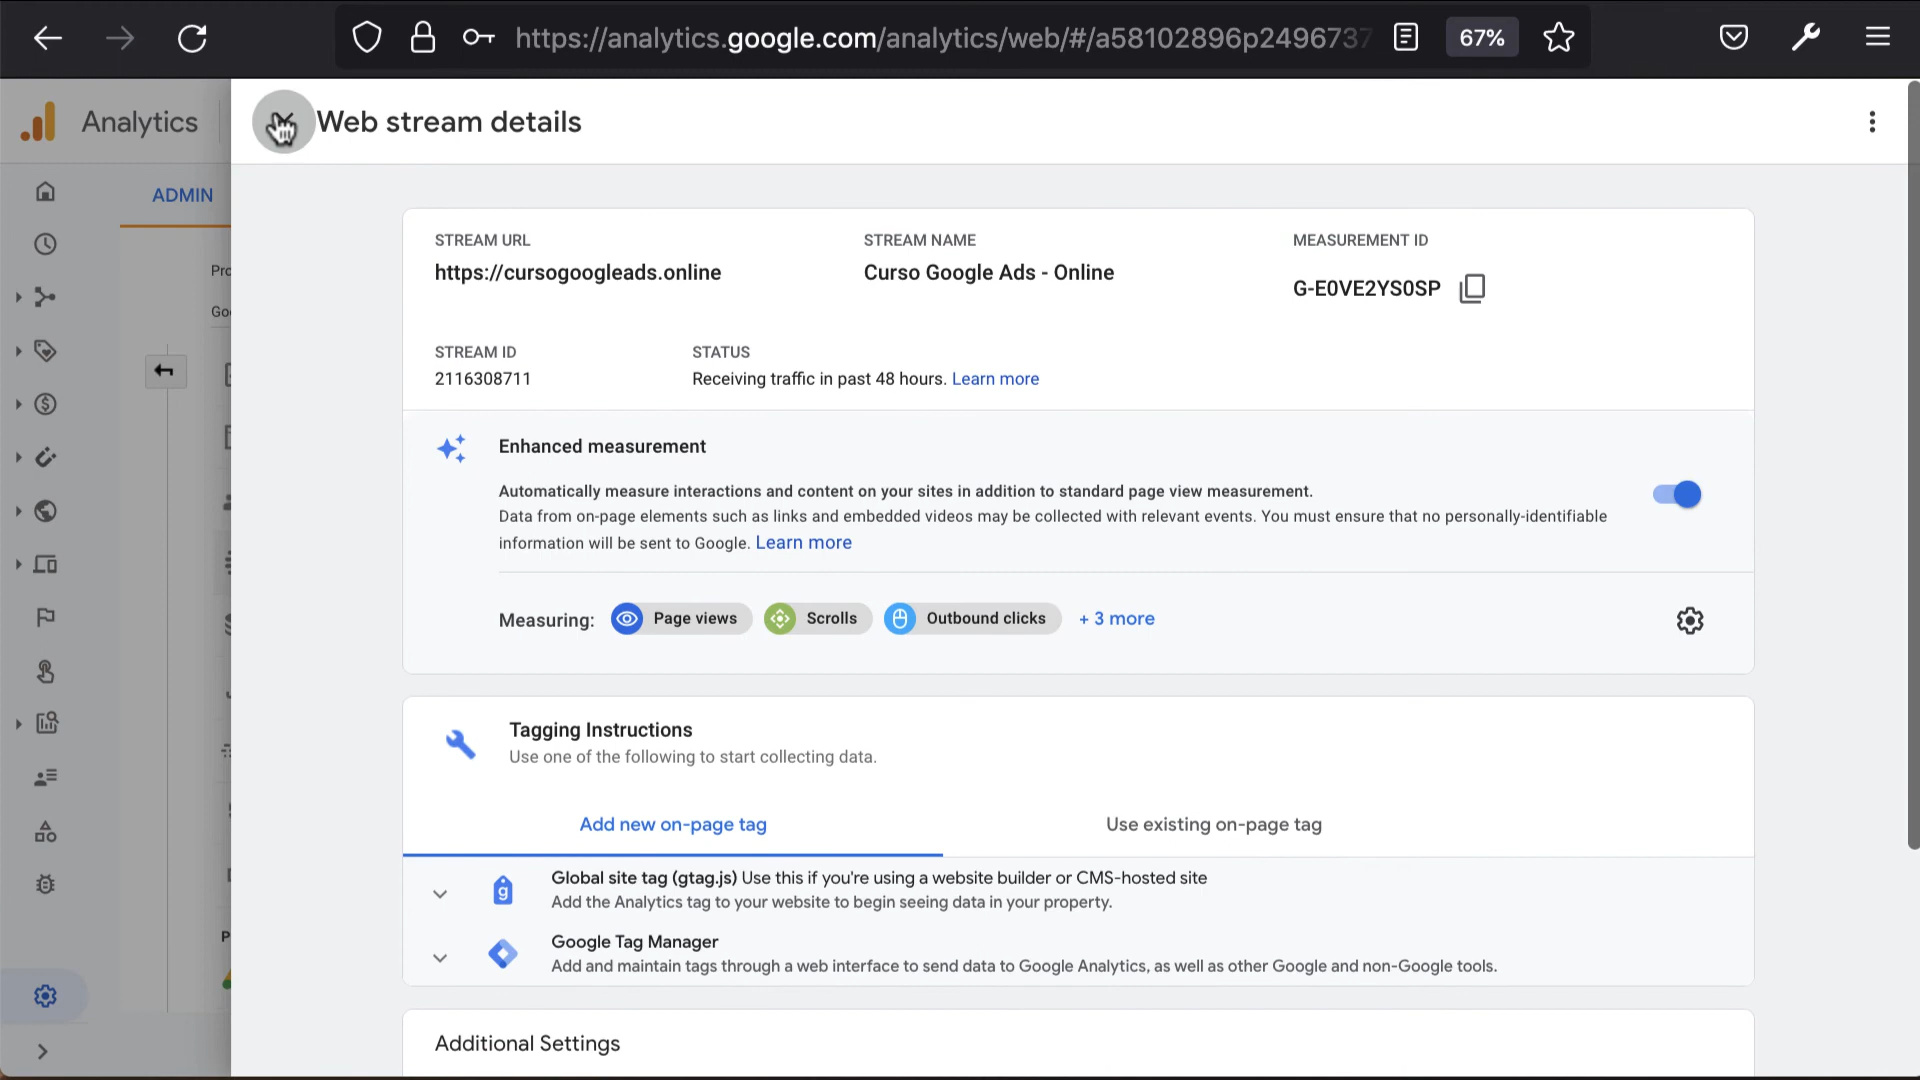 https://analytics.google.com/analytics/web/#/a58102896p2496737
67%
Analytics
Web stream details
ADMIN
STREAM URL
STREAM NAME
MEASUREMENT ID
https://cursogoogleads.online
Curso Google Ads - Online
G-E0VE2YS0SP
Pro
Goo
STREAM ID
STATUS
2116308711
Receiving traffic in past 48 hours. Learn more
Enhanced measurement
Automatically measure interactions and content on your sites in addition to standard page view measurement.
Data from on-page elements such as links and embedded videos may be collected with relevant events. You must ensure that no personally-identifiable
information will be sent to Google. Learn more
Measuring: Page views Scrolls Outbound clicks + 3 more
Tagging Instructions
Use one of the following to start collecting data.
Add new on-page tag
Use existing on-page tag
Global site tag (gtag.js) Use this if you're using a website builder or CMS-hosted site
Add the Analytics tag to your website to begin seeing data in your property.
P
Google Tag Manager
Add and maintain tags through a web interface to send data to Google Analytics, as well as other Google and non-Google tools.
Additional Settings